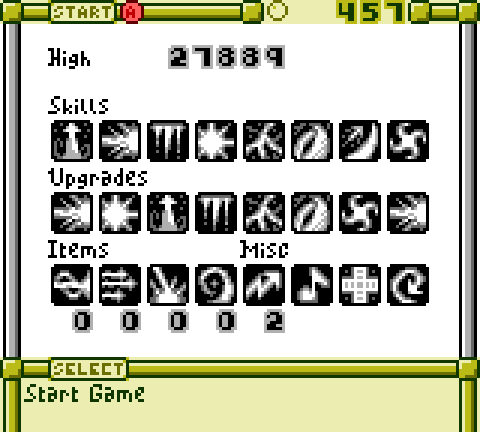 START A 457
High 27889
Skills
Upgrades
Items Misc
0 0 0 0 2
SELECT
Start Game